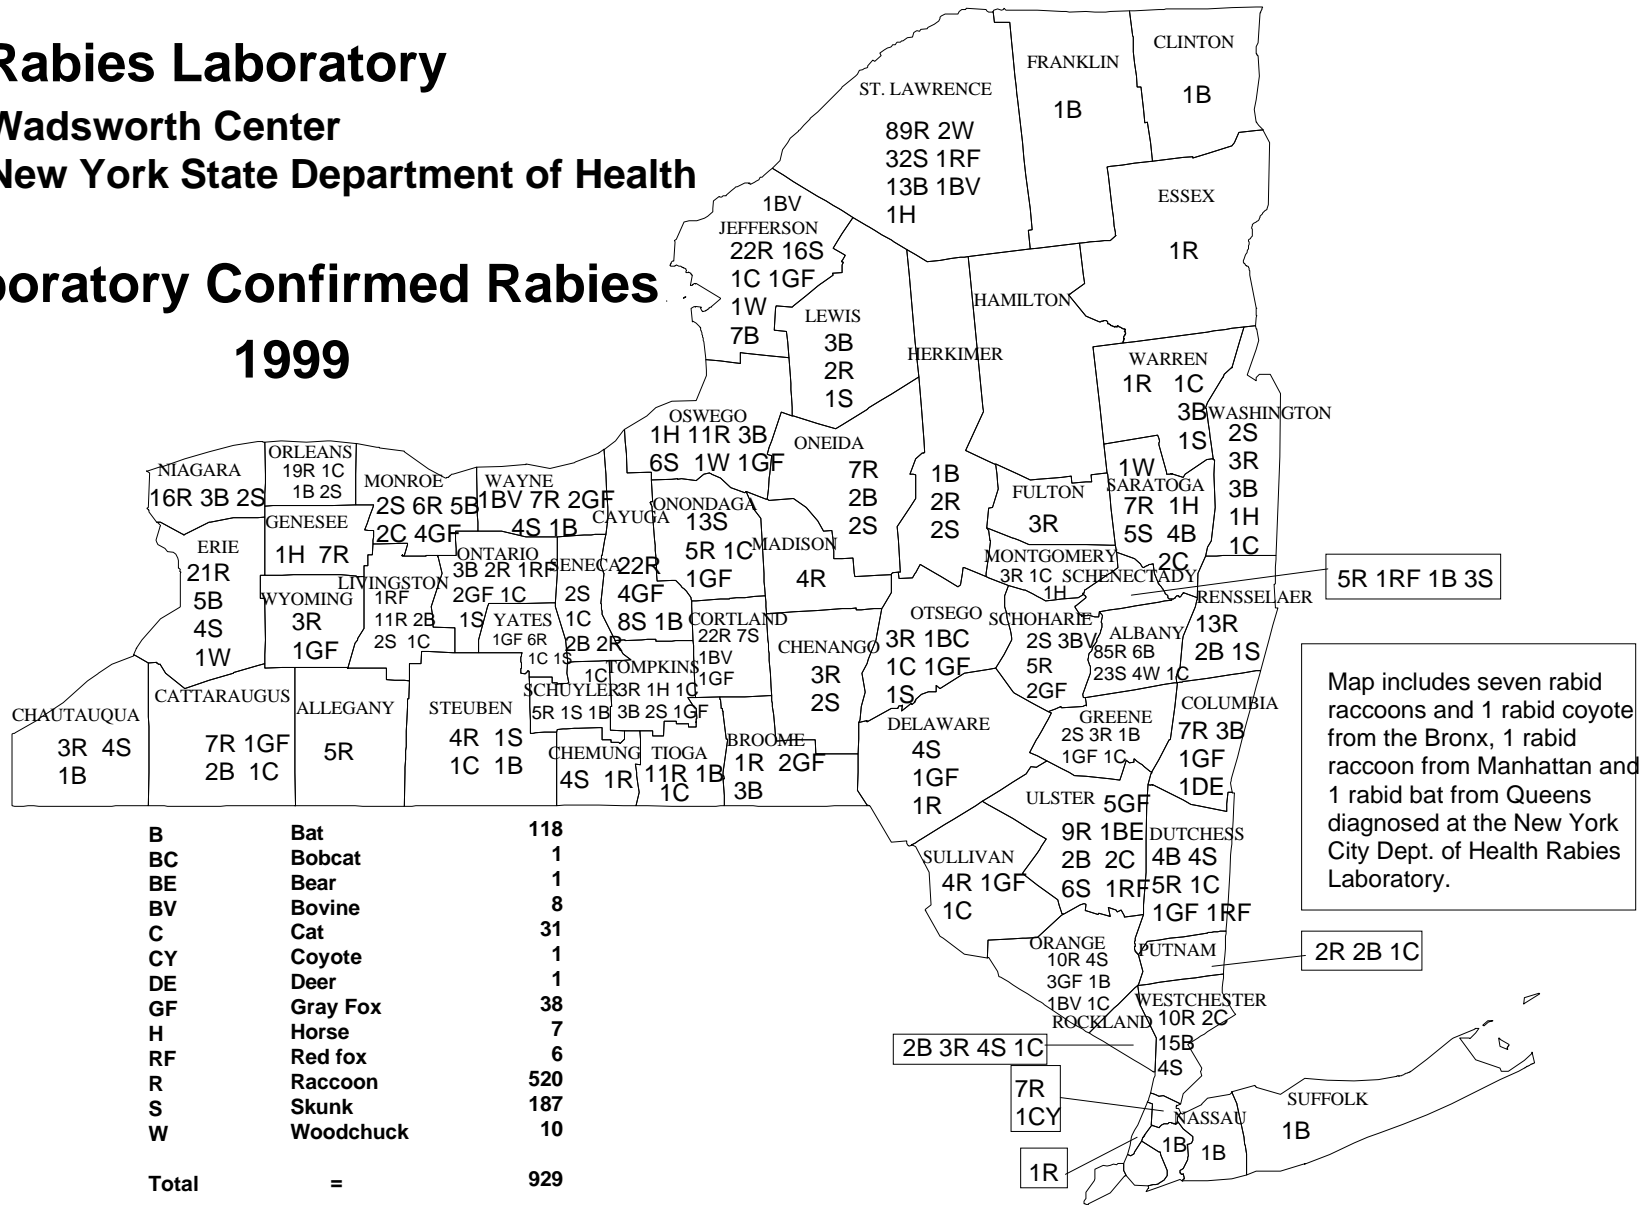 Rabies Laboratory
Wadsworth Center
New York State Department of Health
boratory Confirmed Rabies
1999
CLINTON
1B
FRANKLIN
1B
ST. LAWRENCE
89R 2W
32S 1RF
13B 1BV
1H
ESSEX
1R
1BV
JEFFERSON
22R 16S
1C 1GF
1W
7B
LEWIS
3B
2R
1S
HERKIMER
1B
2R
2S
HAMILTON
WARREN
1R 1C
3B
1S
WASHINGTON
2S
3R
3B
1H
1C
OSWEGO
1H 11R 3B
6S 1W 1GF
ONEIDA
7R
2B
2S
NIAGARA
16R 3B 2S
ORLEANS
19R 1C
1B 2S
MONROE
2S 6R 5B
2C 4GF
WAYNE
1BV 7R 2GF
4S 1B
CAYUGA
22R
4GF
8S 1B
ONONDAGA
13S
5R 1C
1GF
MADISON
4R
FULTON
3R
1W
SARATOGA
7R 1H
5S 4B
2C
GENESEE
1H 7R
ERIE
21R
5B
4S
1W
WYOMING
3R
1GF
LIVINGSTON
1RF
11R 2B
2S 1C
ONTARIO
3B 2R 1RF
2GF 1C
1S
YATES
1GF 6R
1C 1S
SENECA
2S
1C
2B 2R
1C
CORTLAND
22R 7S
1BV
1GF
CHENANGO
3R
2S
OTSEGO
3R 1BC
1C 1GF
1S
MONTGOMERY
3R 1C
1H
SCHENECTADY
5R 1RF 1B 3S
SCHOHARIE
2S 3BV
5R
2GF
ALBANY
85R 6B
23S 4W 1C
RENSSELAER
13R
2B 1S
CHAUTAUQUA
3R 4S
1B
CATTARAUGUS
7R 1GF
2B 1C
ALLEGANY
5R
STEUBEN
4R 1S
1C 1B
SCHUYLER
5R 1S 1B
TOMPKINS
3R 1H 1C
3B 2S 1GF
CHEMUNG
4S 1R
TIOGA
11R 1B
1C
BROOME
1R 2GF
3B
DELAWARE
4S
1GF
1R
GREENE
2S 3R 1B
1GF 1C
COLUMBIA
7R 3B
1GF
1DE
ULSTER
5GF
9R 1BE
2B 2C
6S 1RF
DUTCHESS
4B 4S
5R 1C
1GF 1RF
SULLIVAN
4R 1GF
1C
ORANGE
10R 4S
3GF 1B
1BV 1C
PUTNAM
2R 2B 1C
WESTCHESTER
10R 2C
15B
4S
ROCKLAND
2B 3R 4S 1C
7R
1CY
1R
1B
NASSAU
1B
SUFFOLK
1B
Map includes seven rabid
raccoons and 1 rabid coyote
from the Bronx, 1 rabid
raccoon from Manhattan and
1 rabid bat from Queens
diagnosed at the New York
City Dept. of Health Rabies
Laboratory.
B Bat 118
BC Bobcat 1
BE Bear 1
BV Bovine 8
C Cat 31
CY Coyote 1
DE Deer 1
GF Gray Fox 38
H Horse 7
RF Red fox 6
R Raccoon 520
S Skunk 187
W Woodchuck 10
Total = 929